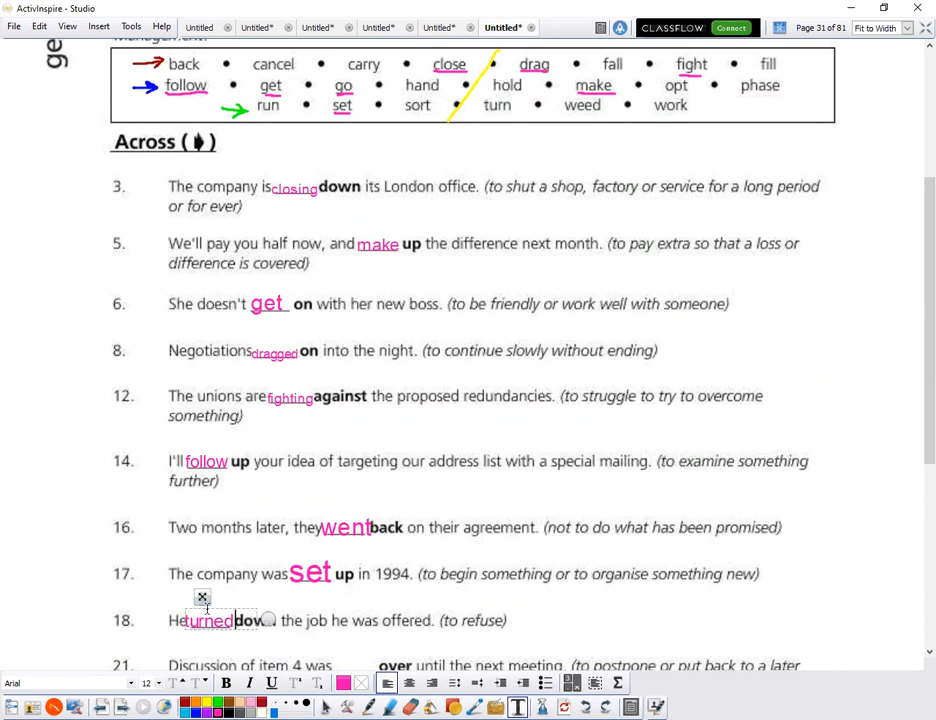 ActivInspire - Studio
File Edit View Insert Tools Help Untitled Untitled* Untitled* Untitled* Untitled* Untitled* CLASSFLOW Connect Page 31 of 81 Fit to Width
ge
back • cancel • carry • close • drag • fall • fight • fill
follow • get • go • hand • hold • make • opt • phase
run • set • sort • turn • weed • work
Across ( )
3. The company is closing down its London office. (to shut a shop, factory or service for a long period
or for ever)
5. We'll pay you half now, and make up the difference next month. (to pay extra so that a loss or
difference is covered)
6. She doesn't get on with her new boss. (to be friendly or work well with someone)
8. Negotiations dragged on into the night. (to continue slowly without ending)
12. The unions are fighting against the proposed redundancies. (to struggle to try to overcome
something)
14. I'll follow up your idea of targeting our address list with a special mailing. (to examine something
further)
16. Two months later, they went back on their agreement. (not to do what has been promised)
17. The company was set up in 1994. (to begin something or to organise something new)
18. He turned down the job he was offered. (to refuse)
21. Discussion of item 4 was ____ over until the next meeting. (to postpone or put back to a later
Arial 12 B I U